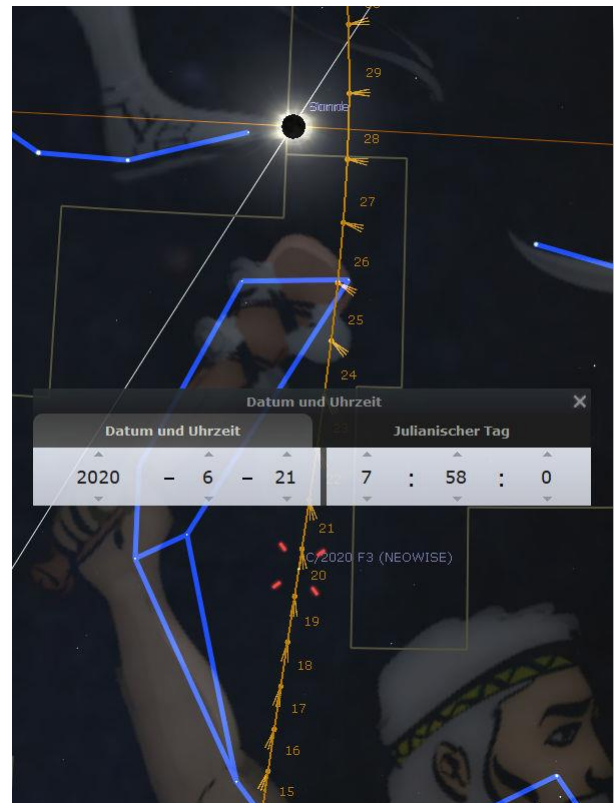 29
Sonne
28
27
26
25
24
Datum und Uhrzeit ×
Datum und Uhrzeit
Julianischer Tag
2020 – 6 – 21
7 : 58 : 0
21
C/2020 F3 (NEOWISE)
20
19
18
17
16
15